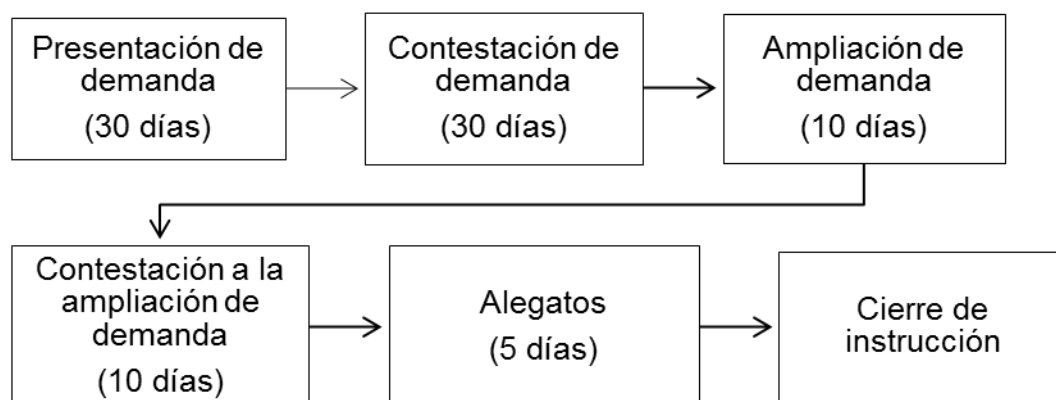 Presentación de
demanda
(30 días)
Contestación de
demanda
(30 días)
Ampliación de
demanda
(10 días)
Contestación a la
ampliación de
demanda
(10 días)
Alegatos
(5 días)
Cierre de
instrucción